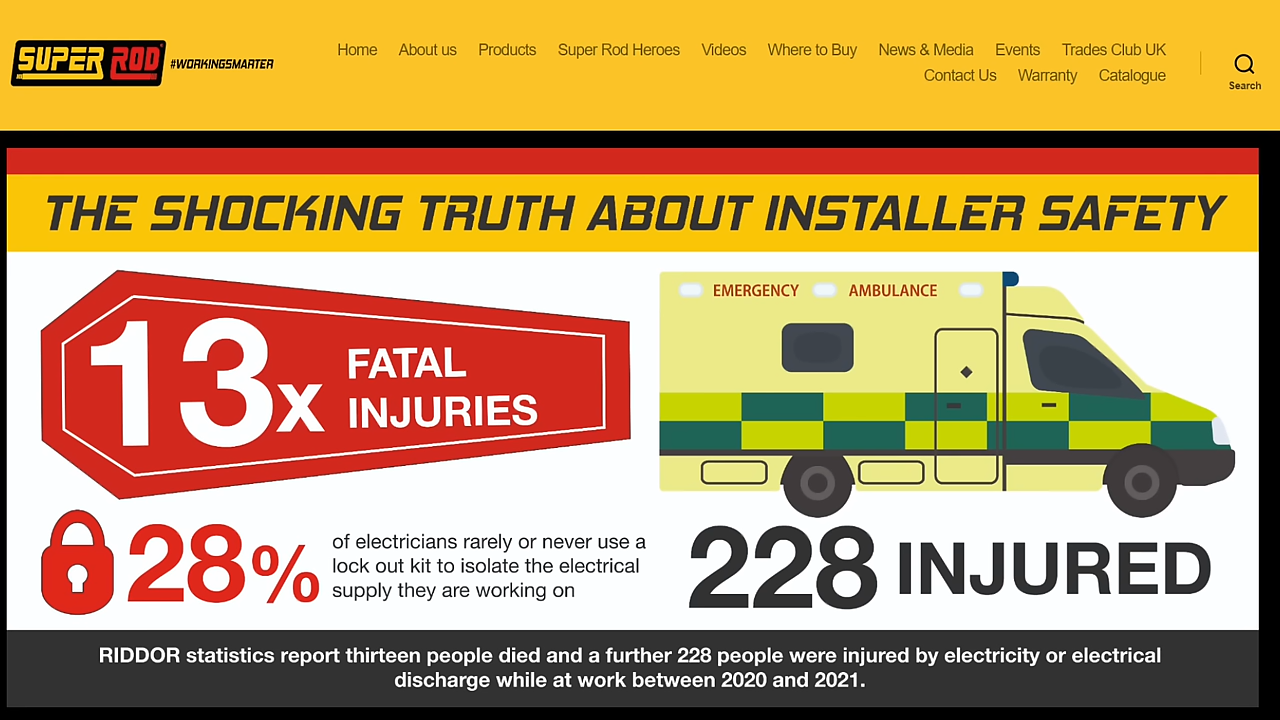 SUPER ROD #WORKINGSMARTER
Home About us Products Super Rod Heroes Videos Where to Buy News & Media Events Trades Club UK
Contact Us Warranty Catalogue
Search
THE SHOCKING TRUTH ABOUT INSTALLER SAFETY
13x FATAL
INJURIES
EMERGENCY AMBULANCE
28% of electricians rarely or never use a
lock out kit to isolate the electrical
supply they are working on
228 INJURED
RIDDOR statistics report thirteen people died and a further 228 people were injured by electricity or electrical
discharge while at work between 2020 and 2021.